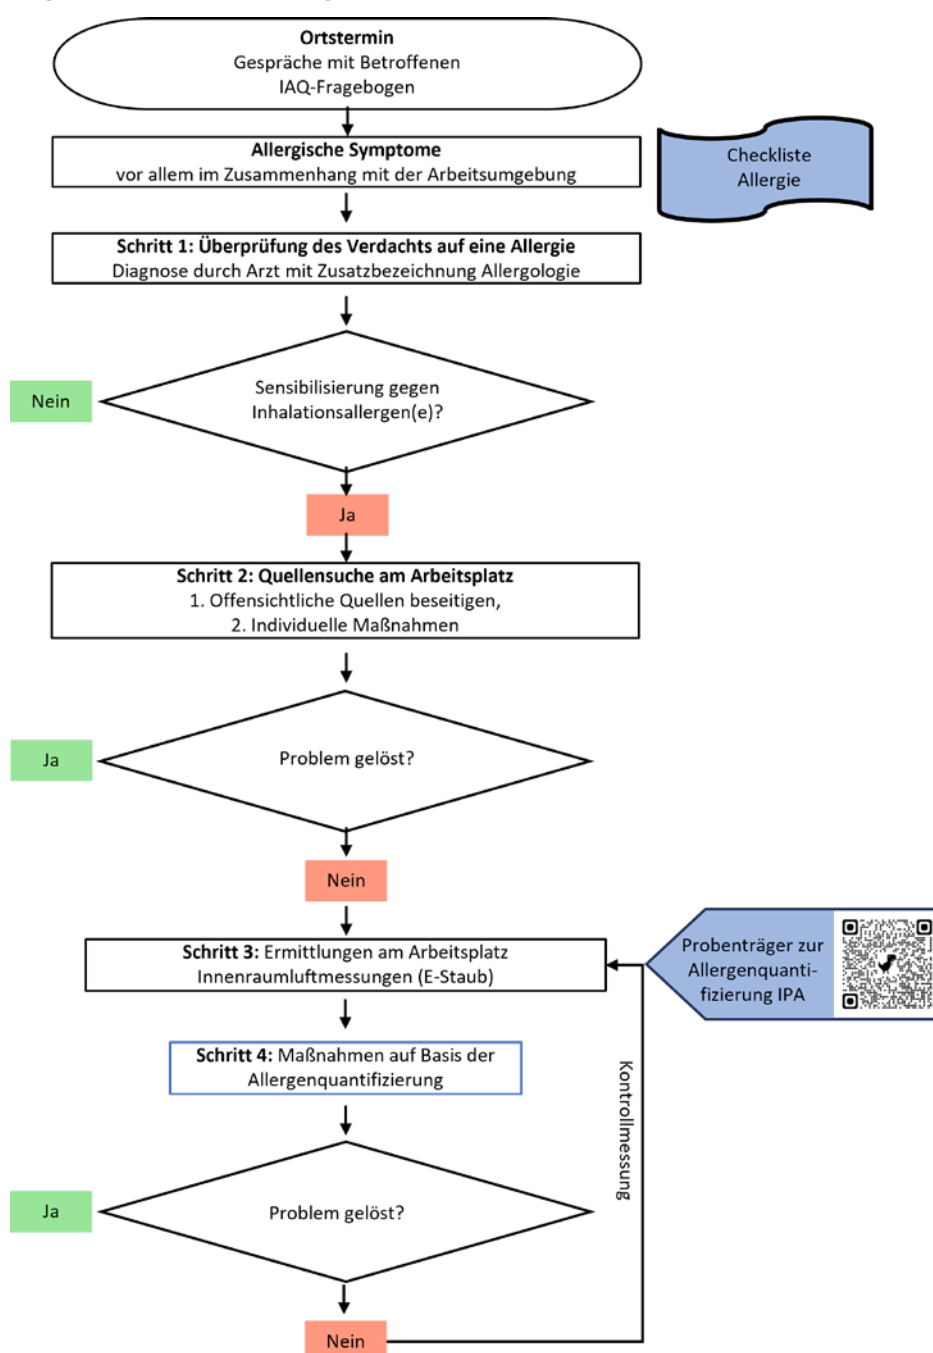 Ortstermin
Gespräche mit Betroffenen
IAQ-Fragebogen
Allergische Symptome
vor allem im Zusammenhang mit der Arbeitsumgebung
Checkliste
Allergie
Schritt 1: Überprüfung des Verdachts auf eine Allergie
Diagnose durch Arzt mit Zusatzbezeichnung Allergologie
Sensibilisierung gegen
Inhalationsallergen(e)?
Nein
Ja
Schritt 2: Quellensuche am Arbeitsplatz
1. Offensichtliche Quellen beseitigen,
2. Individuelle Maßnahmen
Problem gelöst?
Ja
Nein
Schritt 3: Ermittlungen am Arbeitsplatz
Innenraumluftmessungen (E-Staub)
Probenträger zur
Allergenquanti-
fizierung IPA
Schritt 4: Maßnahmen auf Basis der
Allergenquantifizierung
Kontrollmessung
Problem gelöst?
Ja
Nein